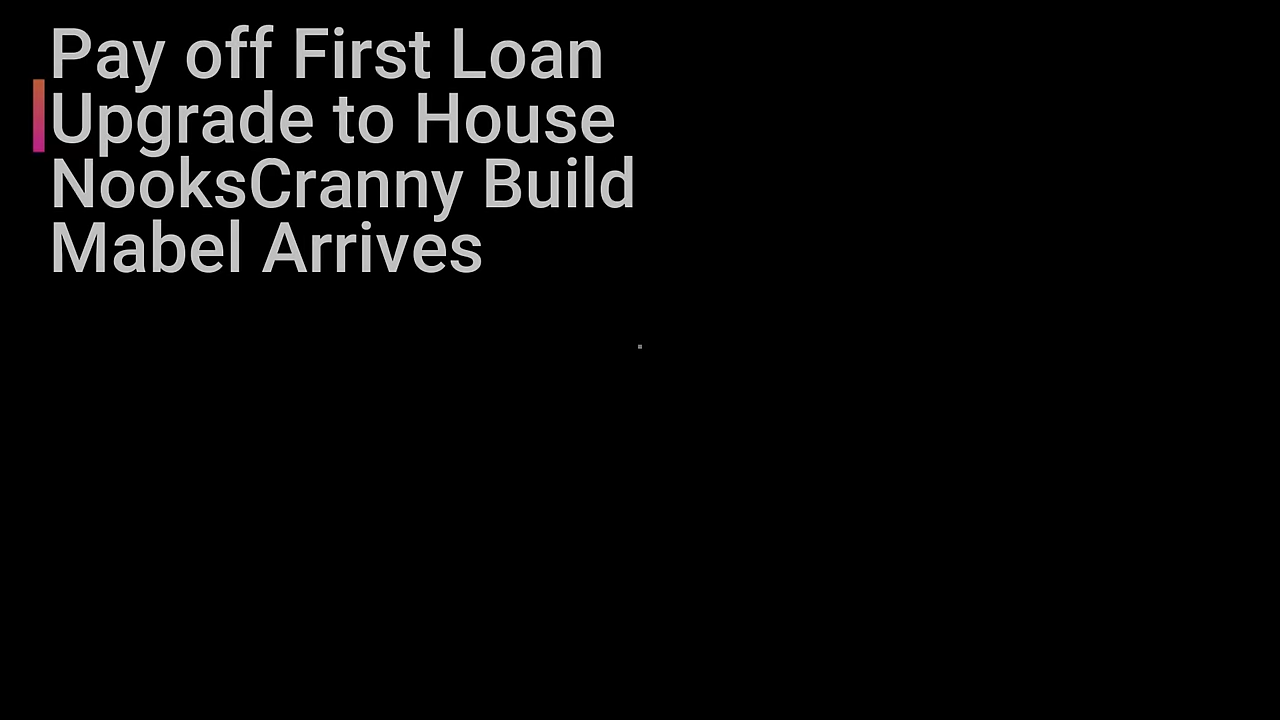 Pay off First Loan
Upgrade to House
NooksCranny Build
Mabel Arrives